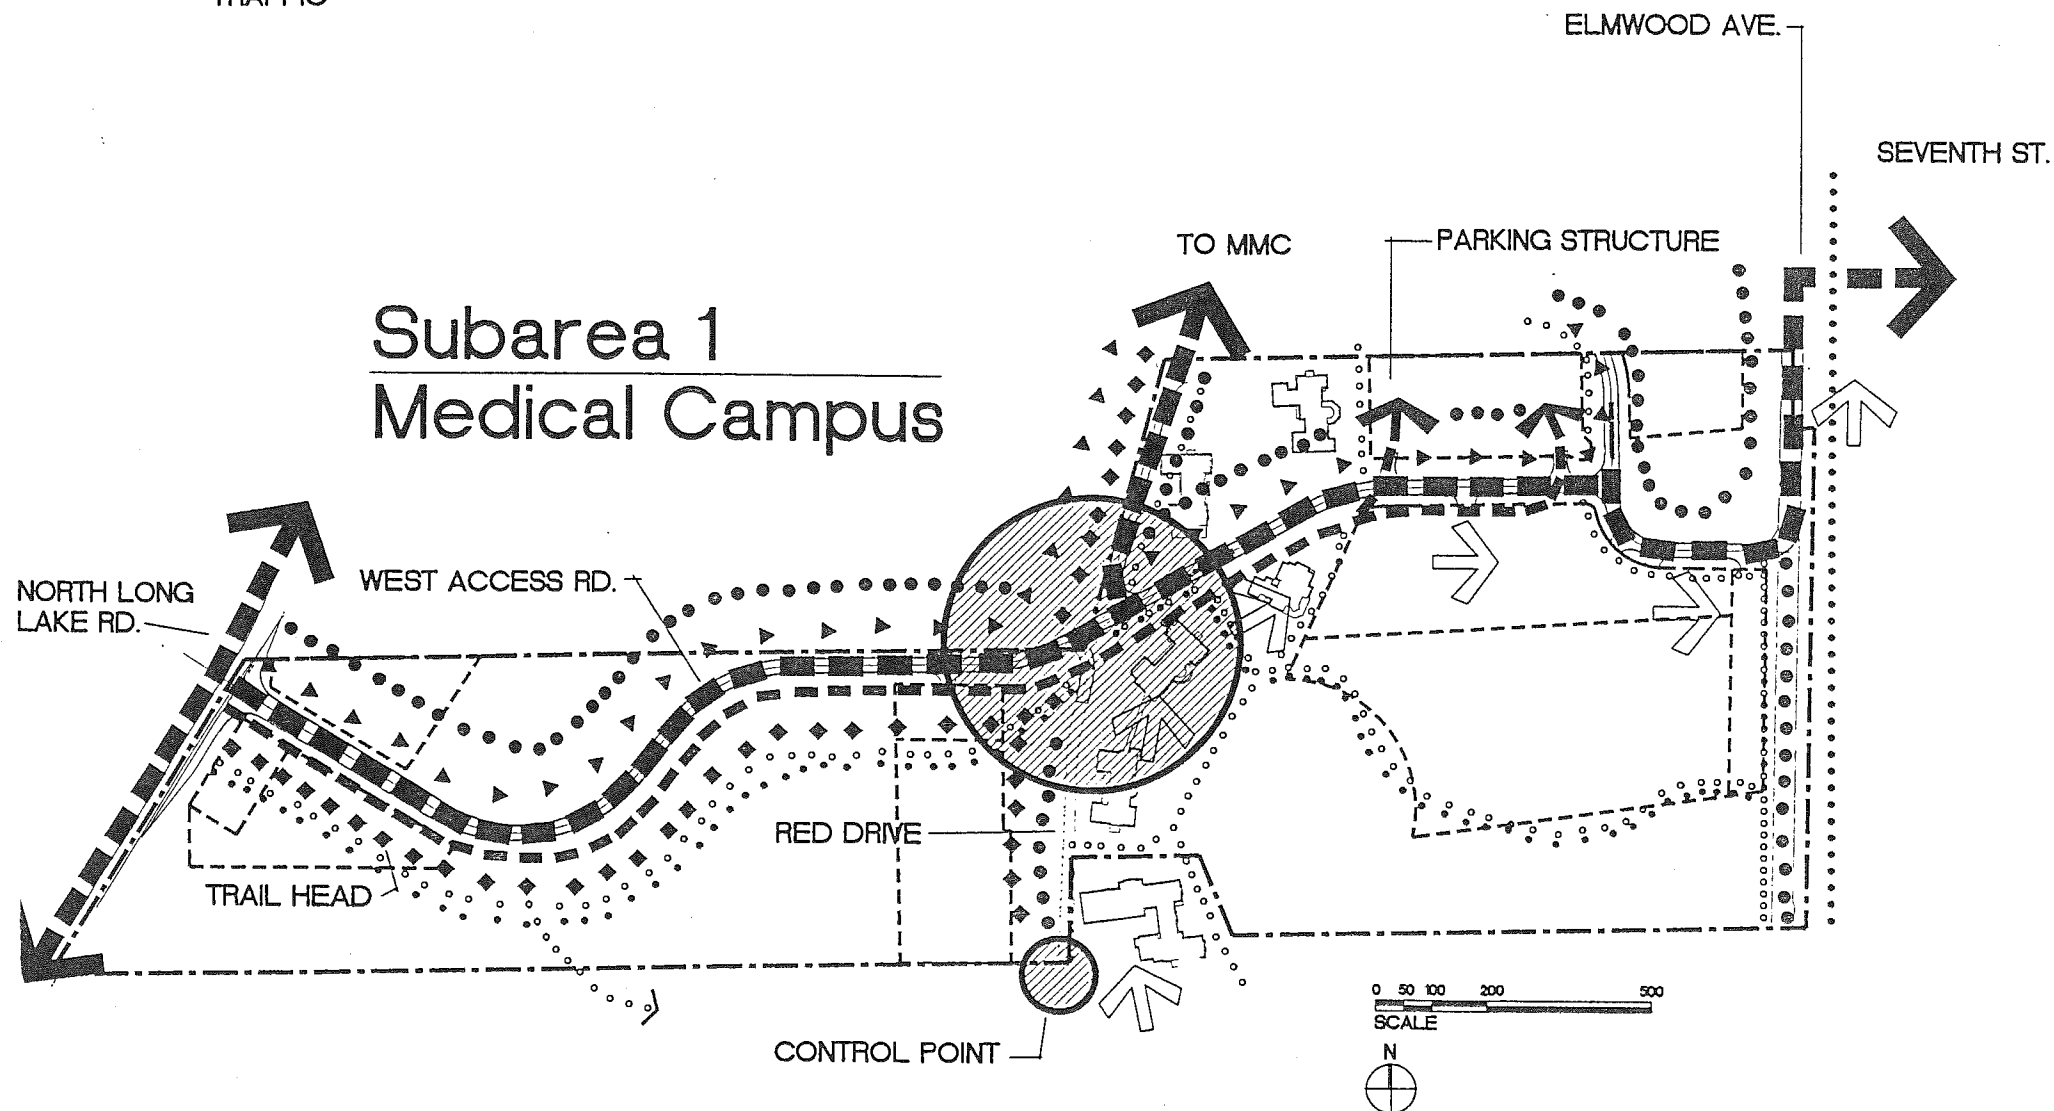 TRAFFIC
ELMWOOD AVE.
SEVENTH ST.
TO MMC
PARKING STRUCTURE
Subarea 1
Medical Campus
NORTH LONG
LAKE RD.
WEST ACCESS RD.
RED DRIVE
TRAIL HEAD
CONTROL POINT
0 50 100 200 500
SCALE
N